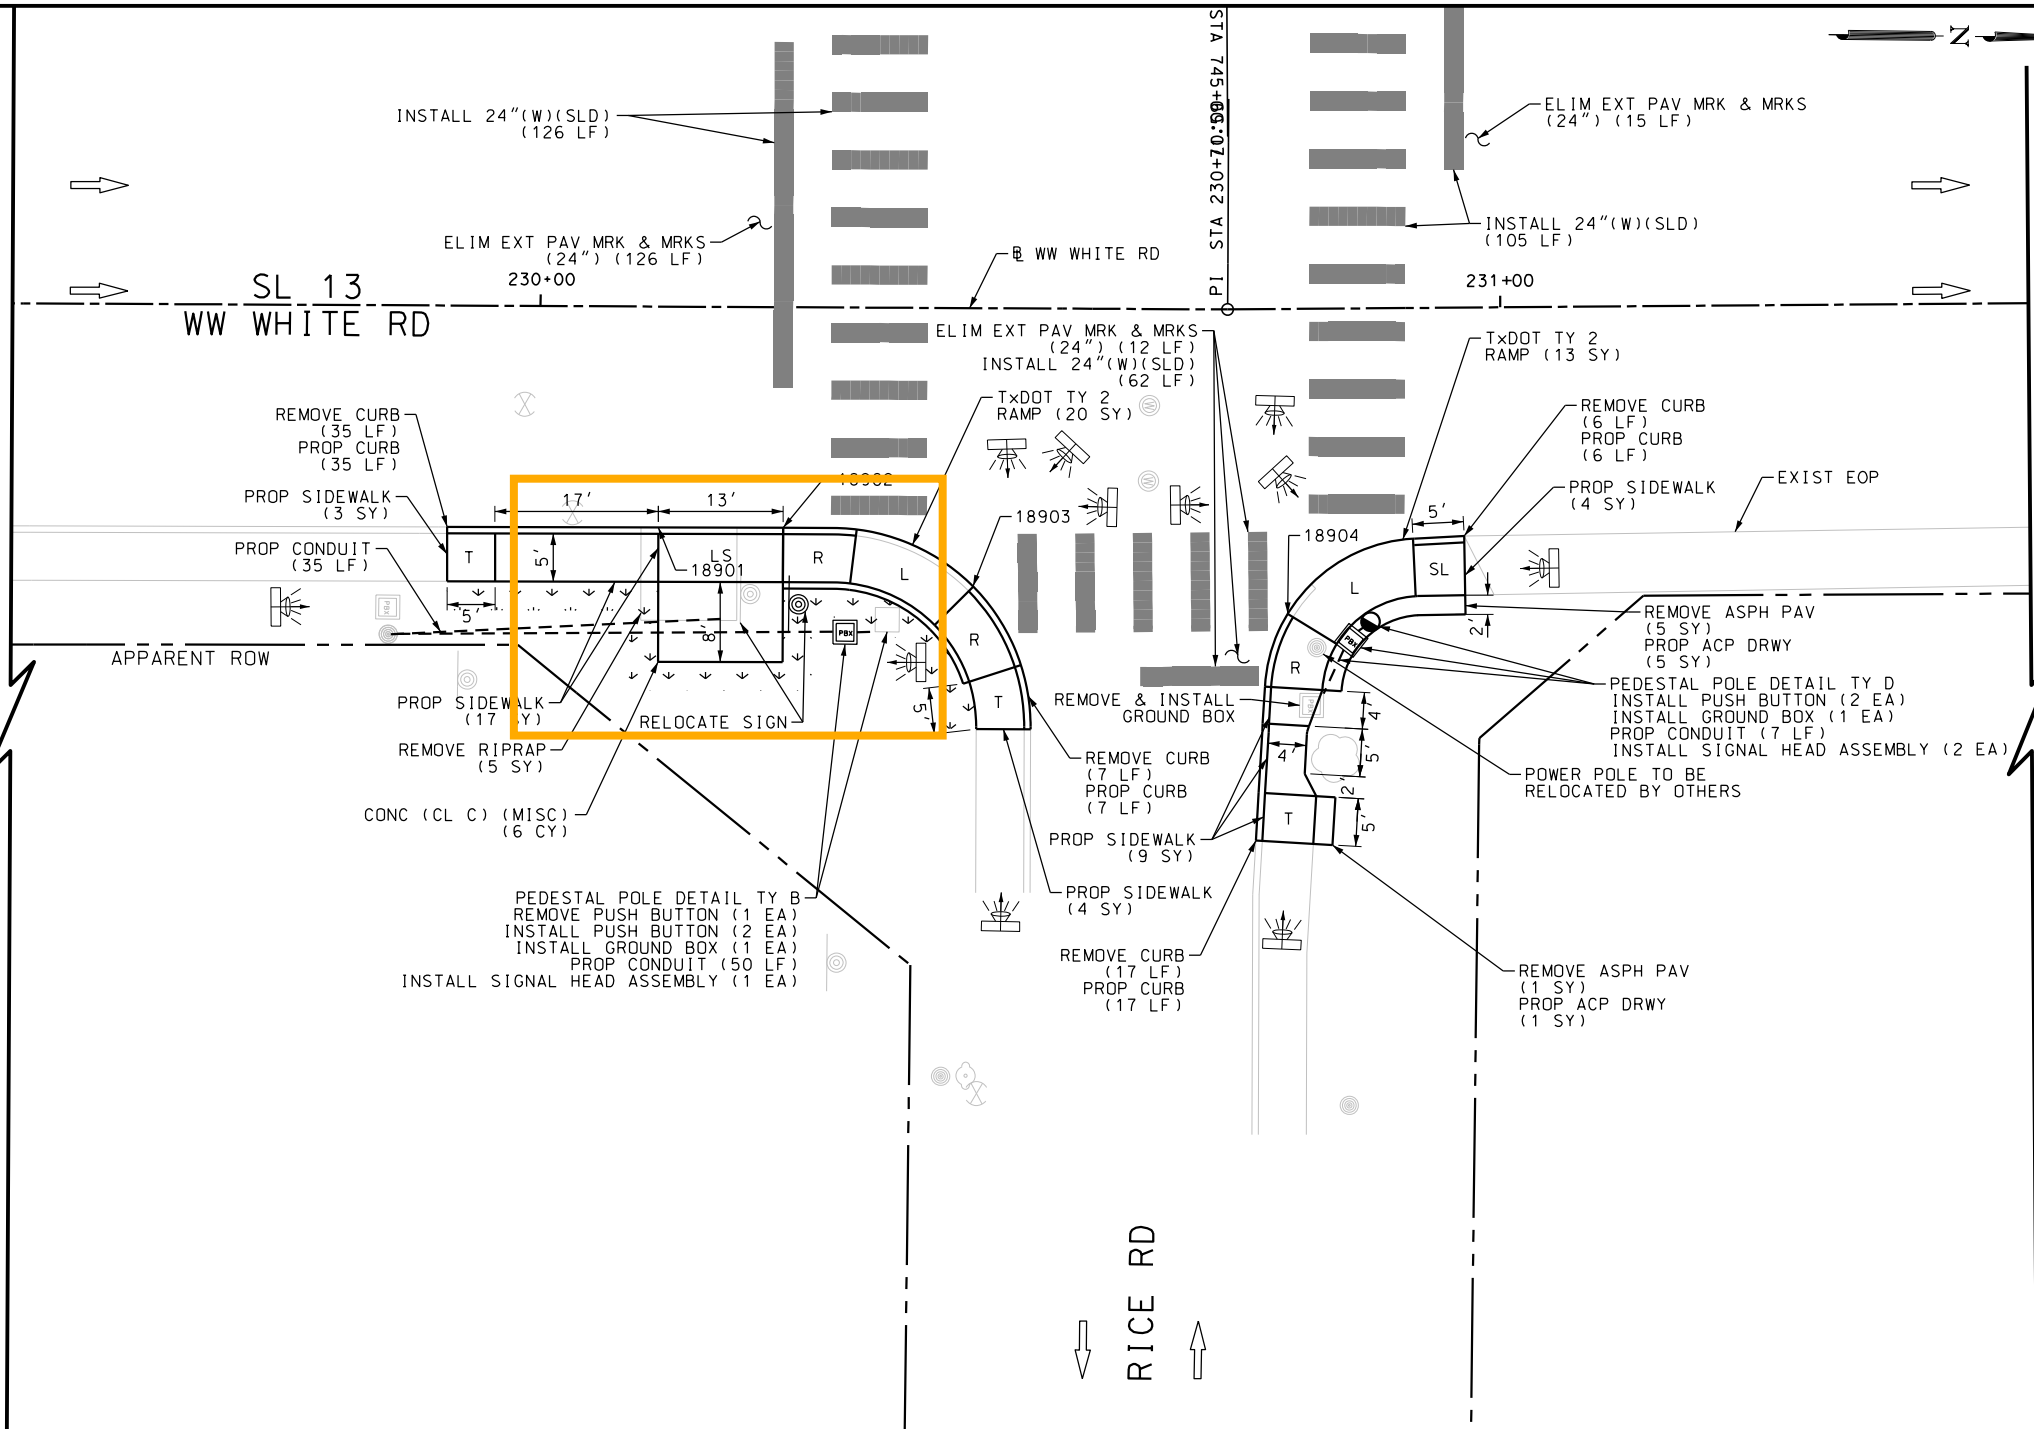 INSTALL 24"(W)(SLD)
(126 LF)
ELIM EXT PAV MRK & MRKS
(24") (126 LF)
SL 13
WW WHITE RD
230+00
℄ WW WHITE RD
PI STA 230+
STA 745+
N
ELIM EXT PAV MRK & MRKS
(24") (15 LF)
INSTALL 24"(W)(SLD)
(105 LF)
231+00
ELIM EXT PAV MRK & MRKS
(24") (12 LF)
INSTALL 24"(W)(SLD)
(62 LF)
TxDOT TY 2
RAMP (20 SY)
TxDOT TY 2
RAMP (13 SY)
REMOVE CURB
(35 LF)
PROP CURB
(35 LF)
PROP SIDEWALK
(3 SY)
PROP CONDUIT
(35 LF)
REMOVE CURB
(6 LF)
PROP CURB
(6 LF)
PROP SIDEWALK
(4 SY)
EXIST EOP
17'
13'
18902
18903
18904
5'
T
5'
LS
18901
R
L
SL
L
5'
8'
PBX
PBX
R
T
5'
R
PBX
PBX
2'
APPARENT ROW
PROP SIDEWALK
(17 SY)
RELOCATE SIGN
REMOVE RIPRAP
(5 SY)
CONC (CL C) (MISC)
(6 CY)
REMOVE & INSTALL
GROUND BOX
4'
4'
5'
2'
T
5'
REMOVE ASPH PAV
(5 SY)
PROP ACP DRWY
(5 SY)
PEDESTAL POLE DETAIL TY D
INSTALL PUSH BUTTON (2 EA)
INSTALL GROUND BOX (1 EA)
PROP CONDUIT (7 LF)
INSTALL SIGNAL HEAD ASSEMBLY (2 EA)
POWER POLE TO BE
RELOCATED BY OTHERS
REMOVE CURB
(7 LF)
PROP CURB
(7 LF)
PROP SIDEWALK
(9 SY)
PROP SIDEWALK
(4 SY)
PEDESTAL POLE DETAIL TY B
REMOVE PUSH BUTTON (1 EA)
INSTALL PUSH BUTTON (2 EA)
INSTALL GROUND BOX (1 EA)
PROP CONDUIT (50 LF)
INSTALL SIGNAL HEAD ASSEMBLY (1 EA)
REMOVE CURB
(17 LF)
PROP CURB
(17 LF)
REMOVE ASPH PAV
(1 SY)
PROP ACP DRWY
(1 SY)
RICE RD